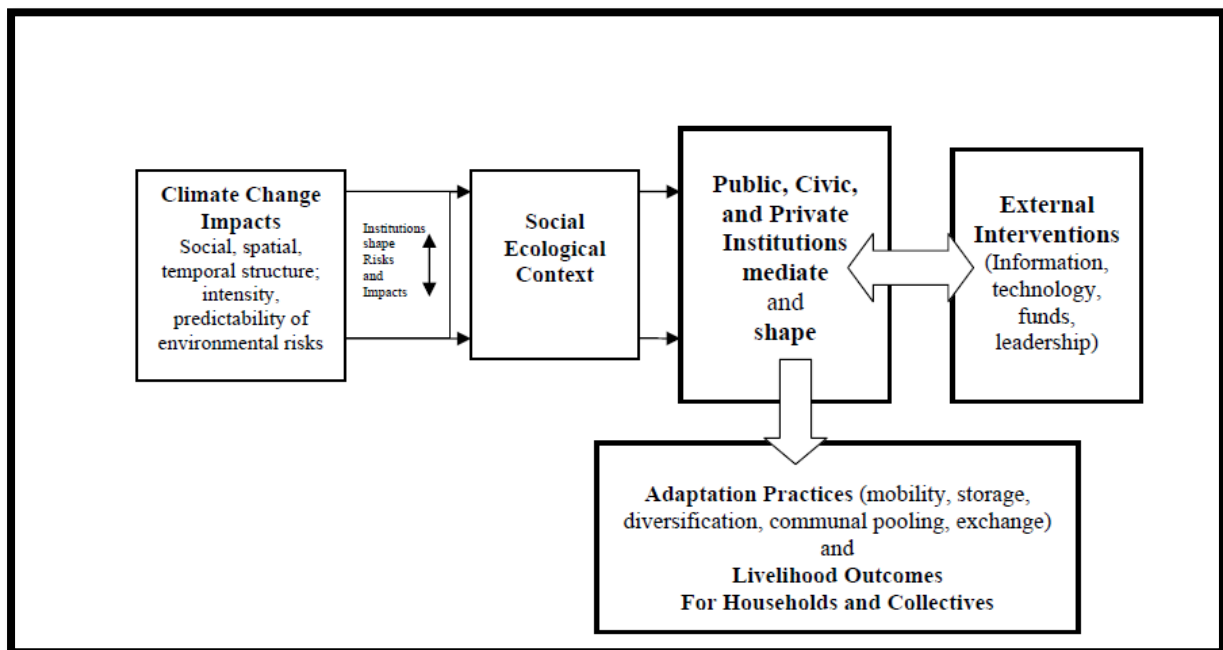 Climate Change
Impacts
Social, spatial,
temporal structure;
intensity,
predictability of
environmental risks
Institutions
shape
Risks
and
Impacts
Social
Ecological
Context
Public, Civic,
and Private
Institutions
mediate
and
shape
External
Interventions
(Information,
technology,
funds,
leadership)
Adaptation Practices (mobility, storage,
diversification, communal pooling, exchange)
and
Livelihood Outcomes
For Households and Collectives